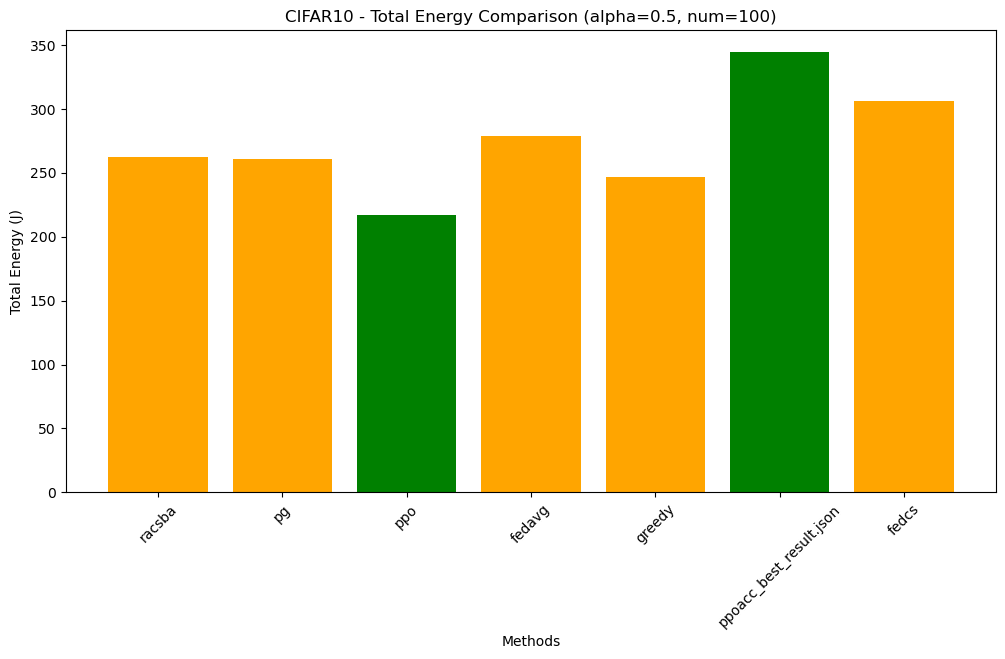 CIFAR10 - Total Energy Comparison (alpha=0.5, num=100)
Total Energy (J)
350
300
250
200
150
100
50
0
racsba
pg
ppo
fedavg
greedy
ppoacc_best_result.json
fedcs
Methods